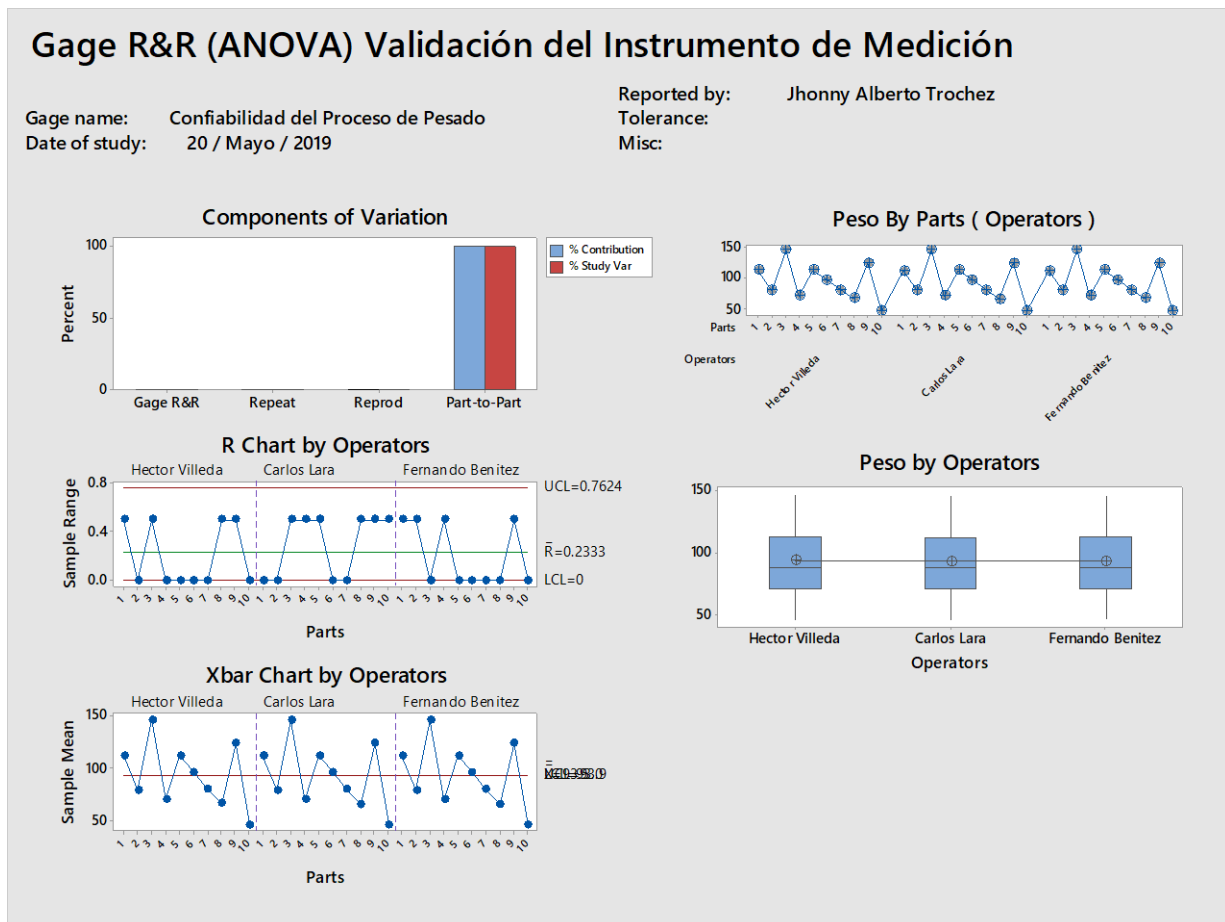 Gage R&R (ANOVA) Validación del Instrumento de Medición
Gage name: Confiabilidad del Proceso de Pesado
Date of study: 20 / Mayo / 2019
Reported by: Jhonny Alberto Trochez
Tolerance:
Misc:
Components of Variation
100
50
0
Percent
Gage R&R Repeat Reprod Part-to-Part
% Contribution
% Study Var
R Chart by Operators
Hector Villeda Carlos Lara Fernando Benitez
0.8
0.4
0.0
Sample Range
UCL=0.7624
R=0.2333
LCL=0
1 2 3 4 5 6 7 8 9 10 1 2 3 4 5 6 7 8 9 10 1 2 3 4 5 6 7 8 9 10
Parts
Xbar Chart by Operators
Hector Villeda Carlos Lara Fernando Benitez
150
100
50
Sample Mean
1 2 3 4 5 6 7 8 9 10 1 2 3 4 5 6 7 8 9 10 1 2 3 4 5 6 7 8 9 10
Parts
Peso By Parts ( Operators )
150
100
50
Parts 1 2 3 4 5 6 7 8 9 10 1 2 3 4 5 6 7 8 9 10 1 2 3 4 5 6 7 8 9 10
Operators Hector Villeda Carlos Lara Fernando Benitez
Peso by Operators
150
100
50
Hector Villeda Carlos Lara Fernando Benitez
Operators